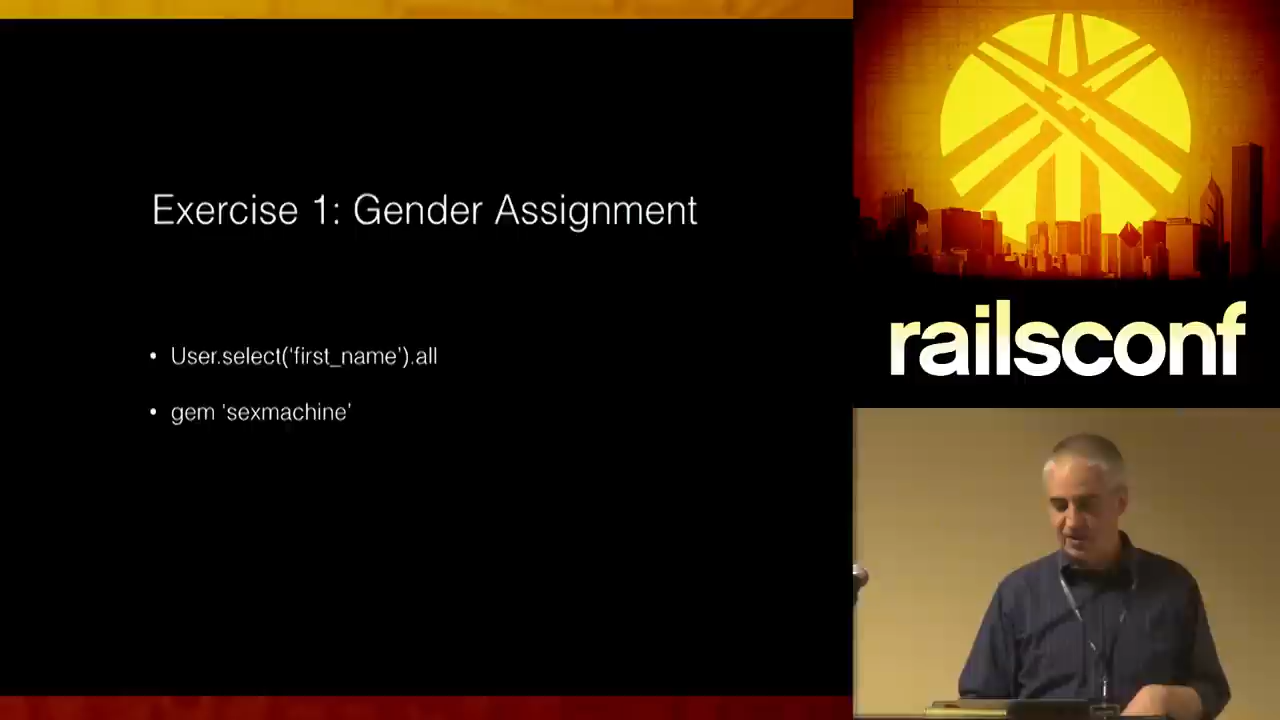 Exercise 1: Gender Assignment
• User.select(‘first_name’).all
• gem ‘sexmachine’
railsconf